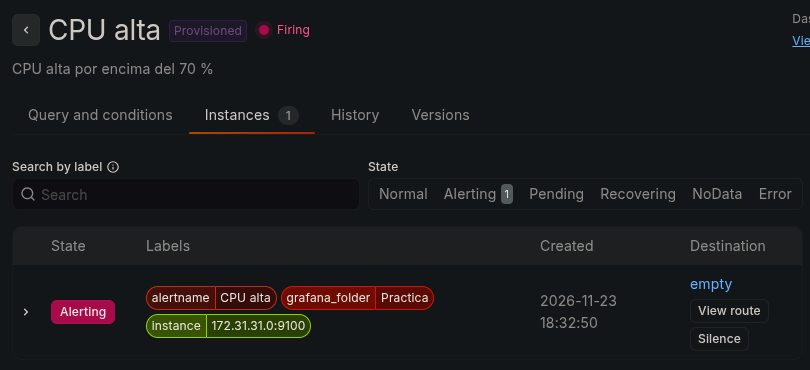 CPU alta Provisioned Firing
Das
Vie
CPU alta por encima del 70 %
Query and conditions Instances 1 History Versions
Search by label State
Search Normal Alerting 1 Pending Recovering NoData Error
State Labels Created Destination
Alerting alertname CPU alta grafana_folder Practica
instance 172.31.31.0:9100
2026-11-23
18:32:50
empty
View route
Silence